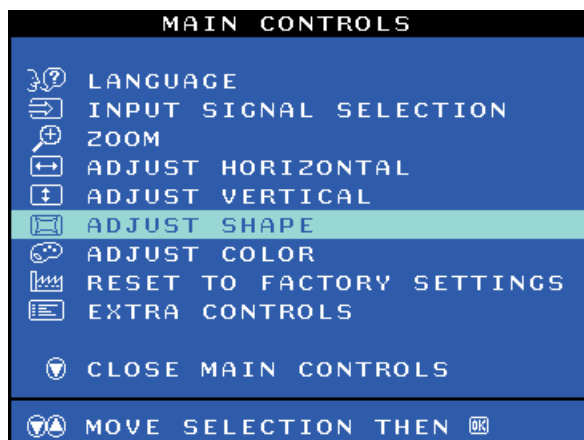 MAIN CONTROLS
LANGUAGE
INPUT SIGNAL SELECTION
ZOOM
ADJUST HORIZONTAL
ADJUST VERTICAL
ADJUST SHAPE
ADJUST COLOR
RESET TO FACTORY SETTINGS
EXTRA CONTROLS
CLOSE MAIN CONTROLS
MOVE SELECTION THEN OK